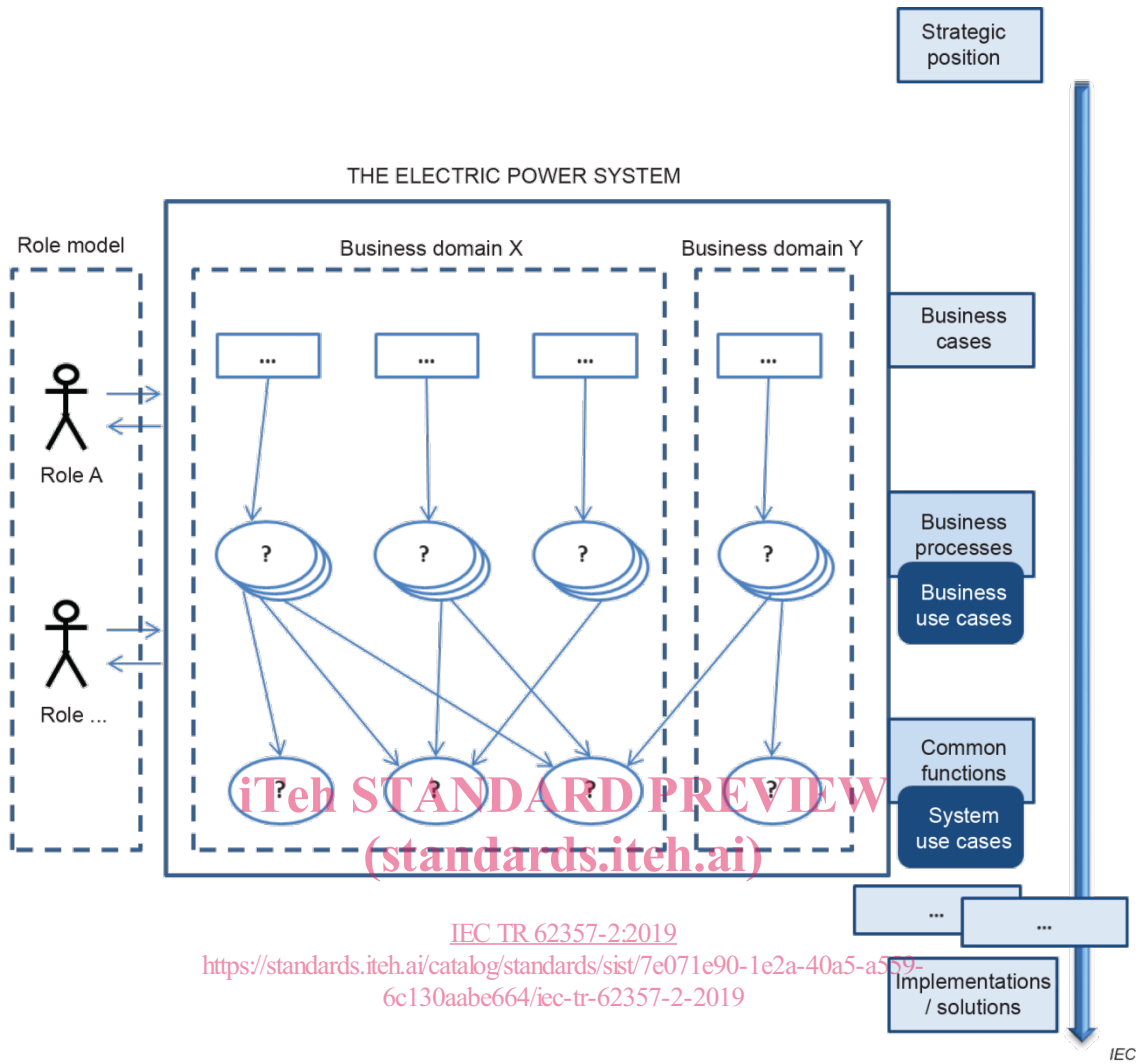 Strategic
position
THE ELECTRIC POWER SYSTEM
Role model
Business domain X
Business domain Y
...
...
...
...
Business
cases
Role A
?
?
?
?
Business
processes
Business
use cases
Role ...
?
?
?
?
Common
functions
System
use cases
iTeh STANDARD PREVIEW
(standards.iteh.ai)
...
...
IEC TR 62357-2:2019
https://standards.iteh.ai/catalog/standards/sist/7e071e90-1e2a-40a5-a559-
6c130aabe664/iec-tr-62357-2-2019
Implementations
/ solutions
IEC